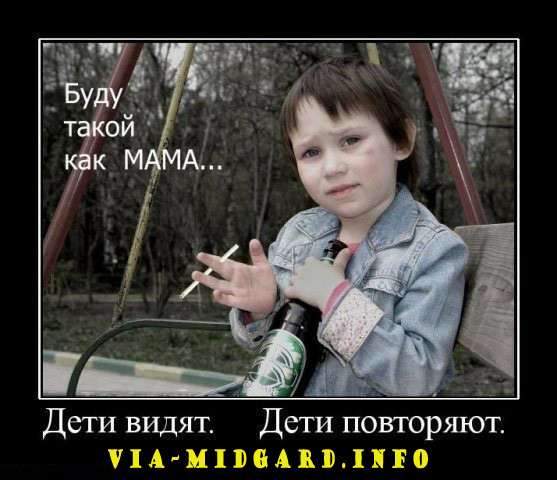 Буду
такой
как МАМА...
Дети видят. Дети повторяют.
VIA-MIDGARD.INFO